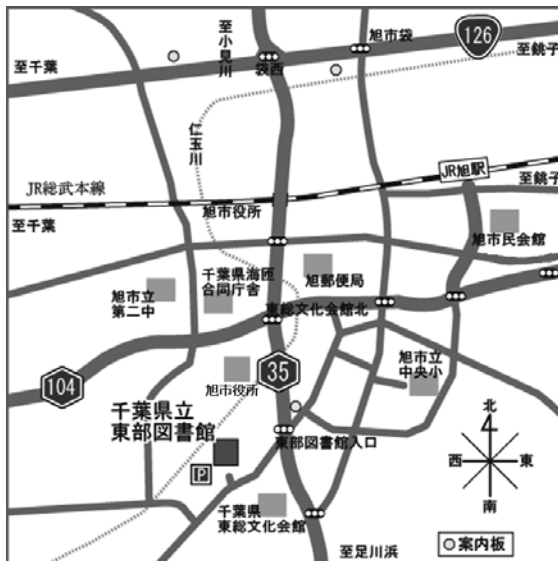 至小見川
旭市袋
126
至銚子
至千葉
袋西
仁玉川
JR総武本線
JR旭駅
至銚子
至千葉
旭市役所
旭市民会館
旭市立
第二中
千葉県海匝
合同庁舎
旭郵便局
東総文化会館北
104
旭市役所
35
旭市立
中央小
千葉県立
東部図書館
東部図書館入口
P
千葉県
東総文化会館
至足川浜
北
西
東
南
案内板